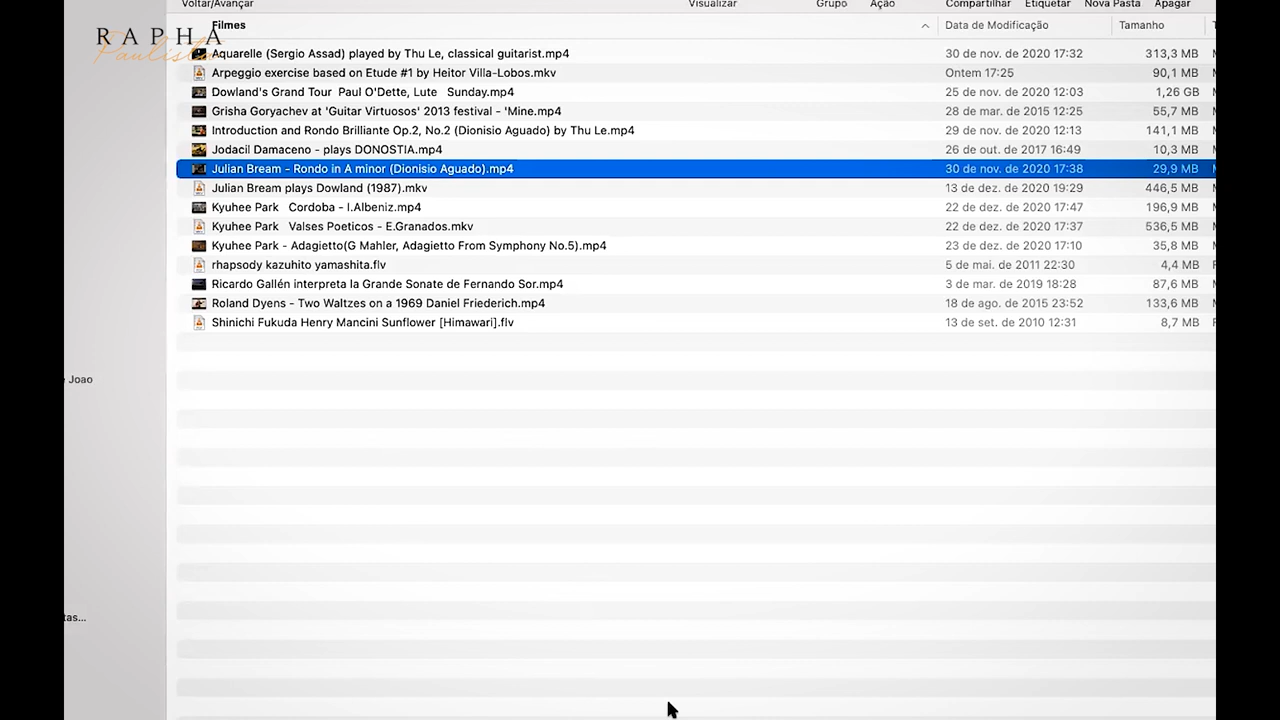 Voltar/Avançar Visualizar Grupo Ação Compartilhar Etiquetar Nova Pasta Apagar
Filmes Data de Modificação Tamanho
RAPHA
Paulista
Aquarelle (Sergio Assad) played by Thu Le, classical guitarist.mp4 30 de nov. de 2020 17:32 313,3 MB
Arpeggio exercise based on Etude #1 by Heitor Villa-Lobos.mkv Ontem 17:25 90,1 MB
Dowland's Grand Tour Paul O'Dette, Lute Sunday.mp4 25 de nov. de 2020 12:03 1,26 GB
Grisha Goryachev at 'Guitar Virtuosos' 2013 festival - 'Mine.mp4 28 de mar. de 2015 12:25 55,7 MB
Introduction and Rondo Brilliante Op.2, No.2 (Dionisio Aguado) by Thu Le.mp4 29 de nov. de 2020 12:13 141,1 MB
Jodacil Damaceno - plays DONOSTIA.mp4 26 de out. de 2017 16:49 10,3 MB
Julian Bream - Rondo in A minor (Dionisio Aguado).mp4 30 de nov. de 2020 17:38 29,9 MB
Julian Bream plays Dowland (1987).mkv 13 de dez. de 2020 19:29 446,5 MB
Kyuhee Park Cordoba - I.Albeniz.mp4 22 de dez. de 2020 17:47 196,9 MB
Kyuhee Park Valses Poeticos - E.Granados.mkv 22 de dez. de 2020 17:37 536,5 MB
Kyuhee Park - Adagietto(G Mahler, Adagietto From Symphony No.5).mp4 23 de dez. de 2020 17:10 35,8 MB
rhapsody kazuhito yamashita.flv 5 de mai. de 2011 22:30 4,4 MB
Ricardo Gallén interpreta la Grande Sonate de Fernando Sor.mp4 3 de mar. de 2019 18:28 87,6 MB
Roland Dyens - Two Waltzes on a 1969 Daniel Friederich.mp4 18 de ago. de 2015 23:52 133,6 MB
Shinichi Fukuda Henry Mancini Sunflower [Himawari].flv 13 de set. de 2010 12:31 8,7 MB
Joao
tas...